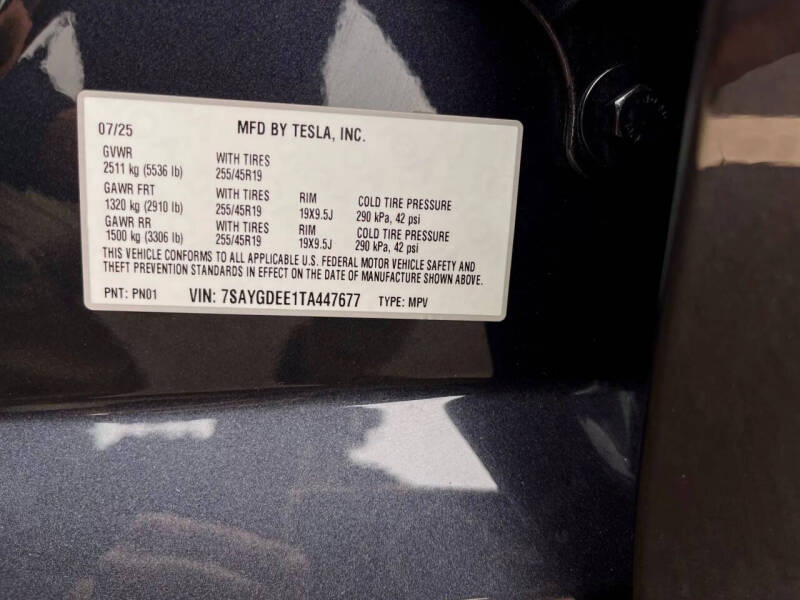 07/25 MFD BY TESLA, INC.
GVWR WITH TIRES
2511 kg (5536 lb) 255/45R19
GAWR FRT WITH TIRES RIM COLD TIRE PRESSURE
1320 kg (2910 lb) 255/45R19 19X9.5J 290 kPa, 42 psi
GAWR RR WITH TIRES RIM COLD TIRE PRESSURE
1500 kg (3306 lb) 255/45R19 19X9.5J 290 kPa, 42 psi
THIS VEHICLE CONFORMS TO ALL APPLICABLE U.S. FEDERAL MOTOR VEHICLE SAFETY AND
THEFT PREVENTION STANDARDS IN EFFECT ON THE DATE OF MANUFACTURE SHOWN ABOVE.
PNT: PN01 VIN: 7SAYGDEE1TA447677 TYPE: MPV